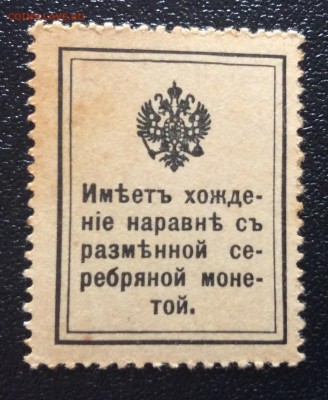 Имѣетъ хожде-
ніе наравнѣ съ
размѣнной се-
ребряной моне-
той.